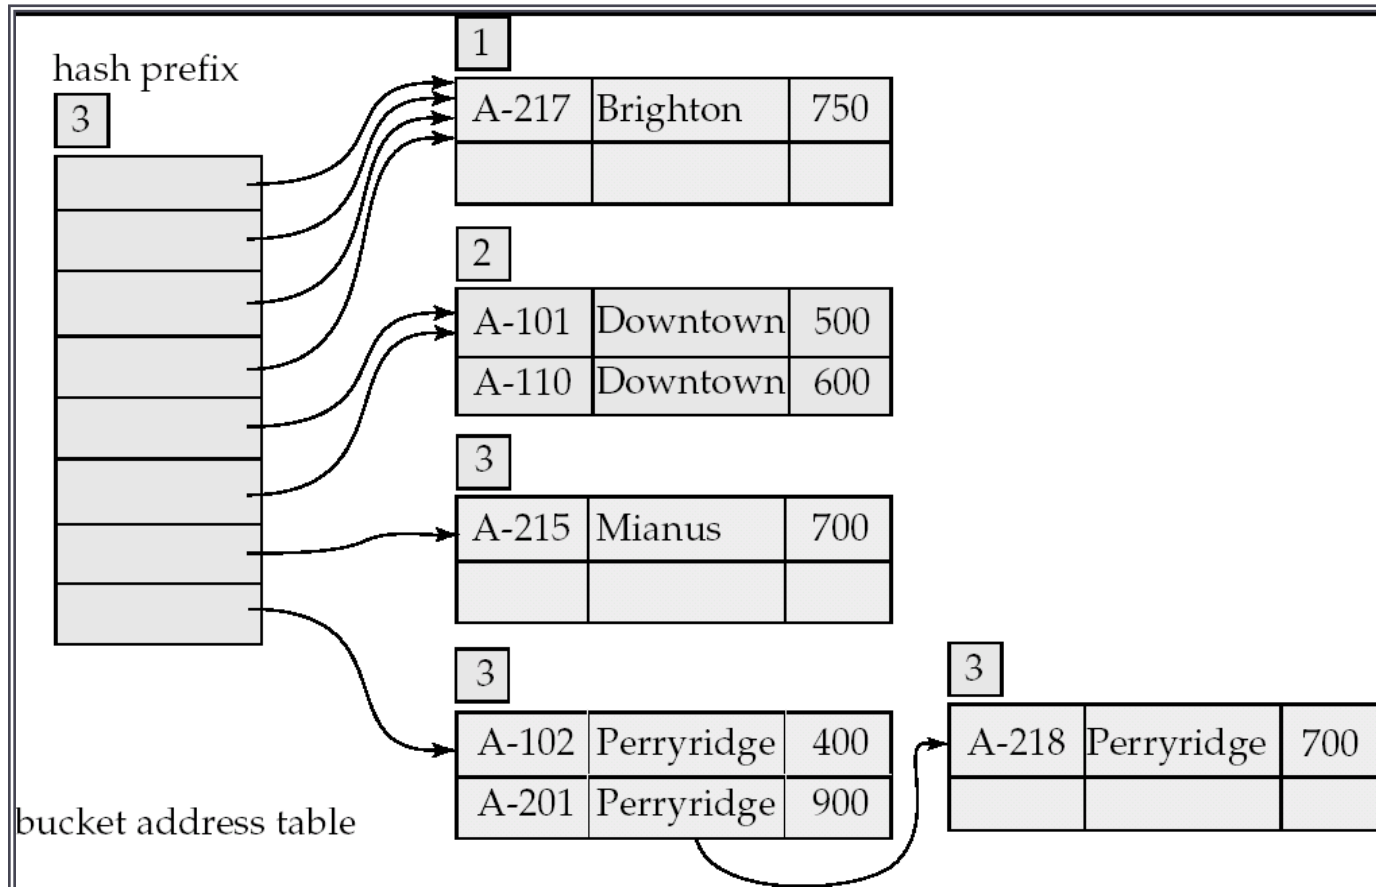 1
hash prefix
3
A-217 Brighton 750
2
A-101 Downtown 500
A-110 Downtown 600
3
A-215 Mianus 700
3
A-102 Perryridge 400
A-201 Perryridge 900
3
A-218 Perryridge 700
bucket address table